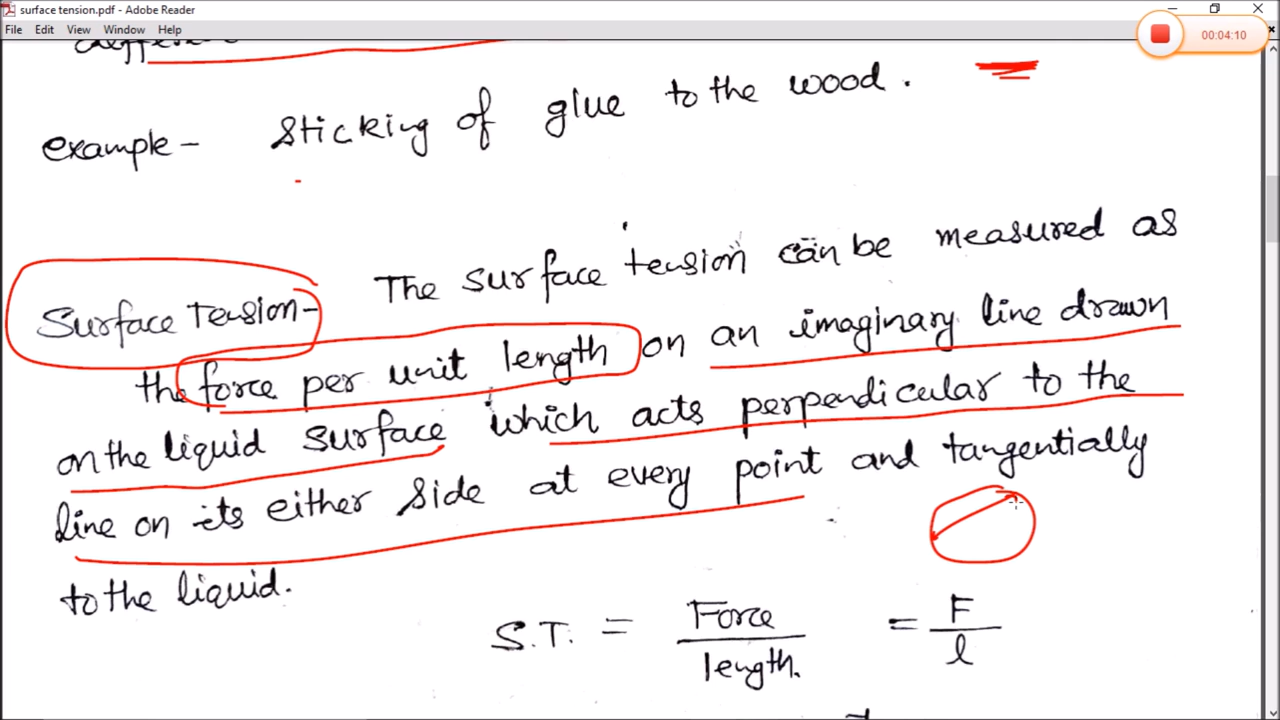 surface tension.pdf - Adobe Reader
File Edit View Window Help
00:04:10
example - Sticking of glue to the wood.
Surface Tension - The surface tension can be measured as
the force per unit length on an imaginary line drawn
on the liquid surface which acts perpendicular to the
line on its either side at every point and tangentially
to the liquid.
S.T. = Force = F
length. l